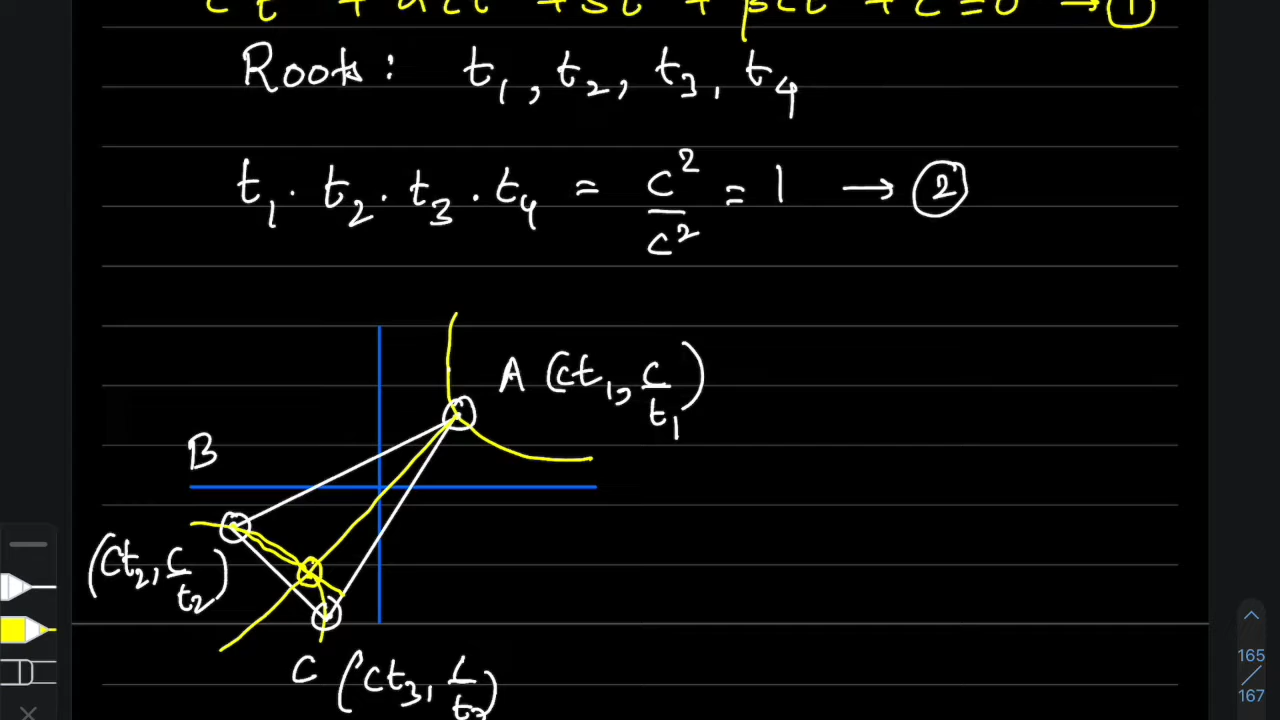 Roots: t₁, t₂, t₃, t₄
t₁ · t₂ · t₃ · t₄ = c²/c² = 1 → ②
A (ct₁, c/t₁)
B
(ct₂, c/t₂)
C (ct₃, c/t₃)
165
167